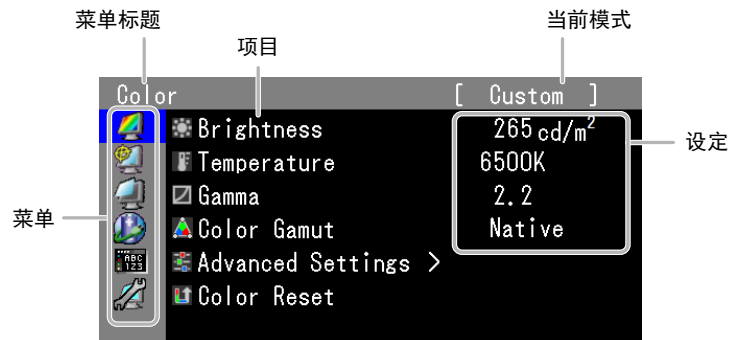 菜单标题
当前模式
项目
Color [ Custom ]
Brightness 265 cd/m²
设定
Temperature 6500K
Gamma 2.2
菜单
Color Gamut Native
ABC
123
Advanced Settings >
Color Reset